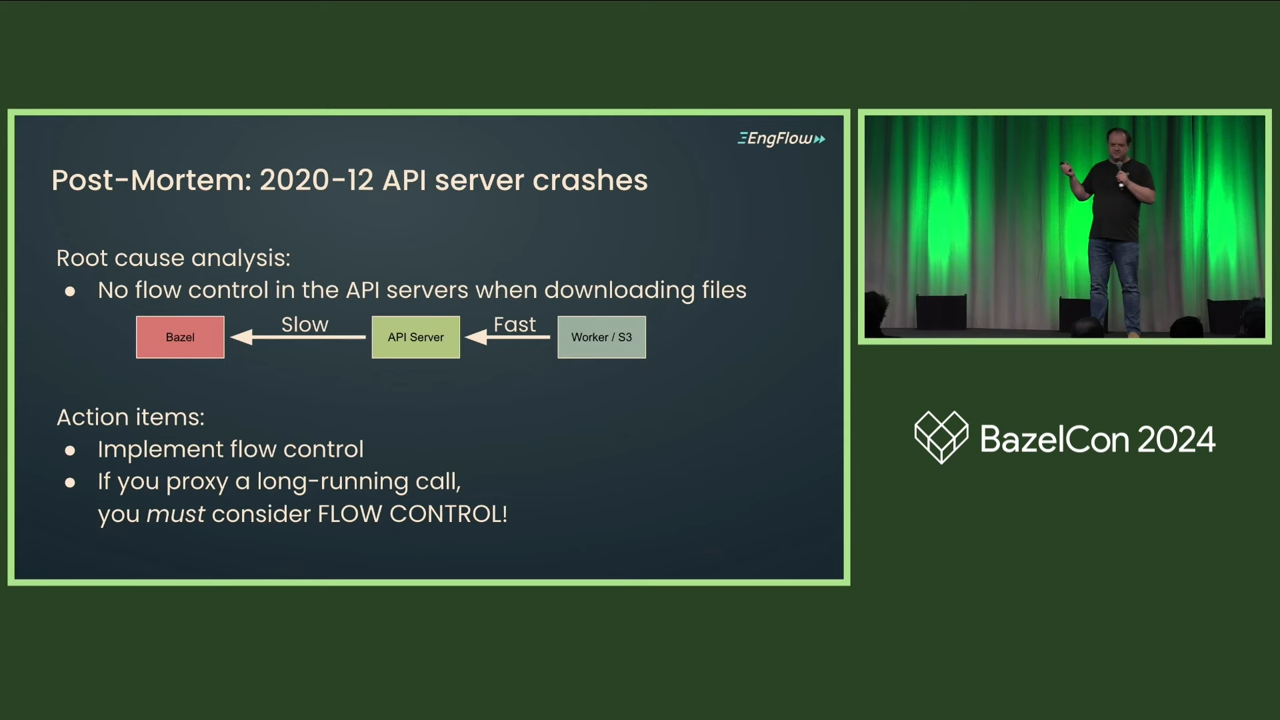 EngFlow
Post-Mortem: 2020-12 API server crashes
Root cause analysis:
● No flow control in the API servers when downloading files
Slow
Fast
Bazel
API Server
Worker / S3
Action items:
● Implement flow control
● If you proxy a long-running call,
you must consider FLOW CONTROL!
BazelCon 2024